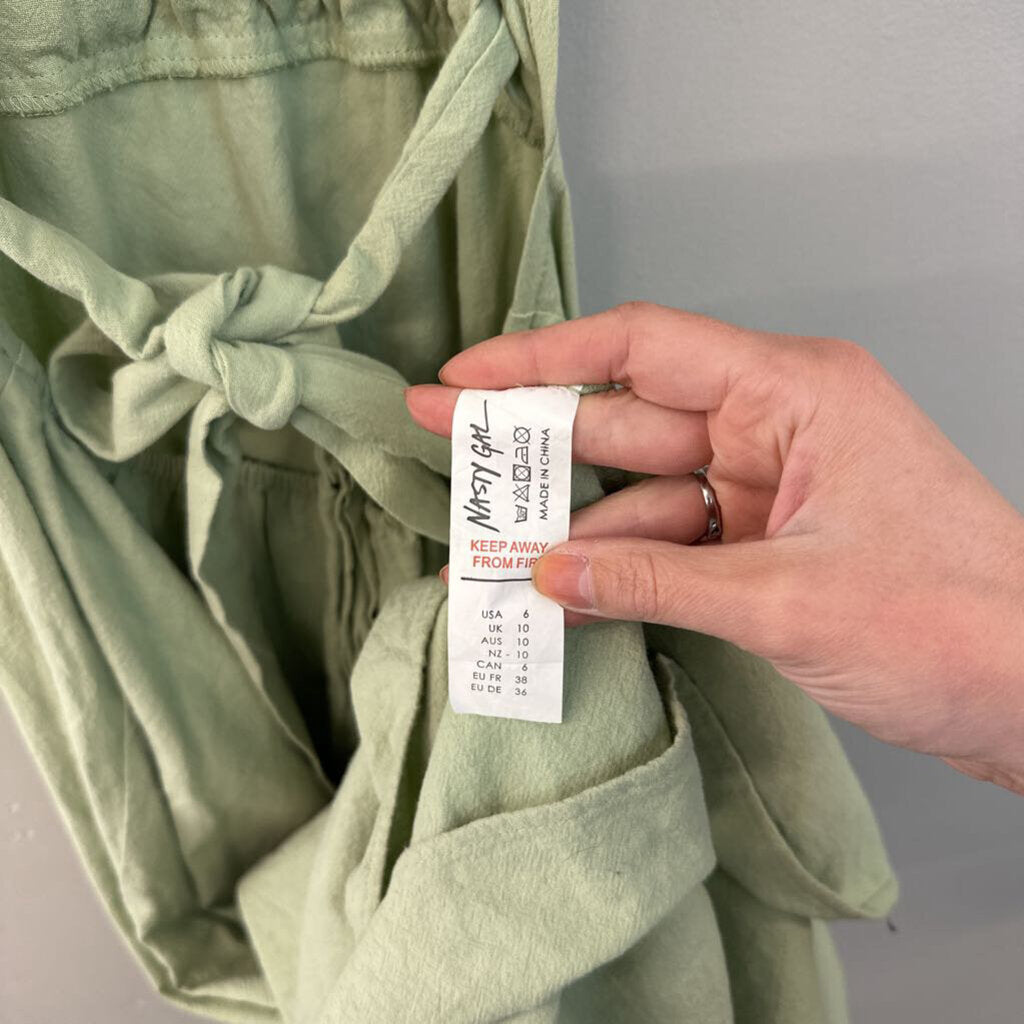 NASTY GAL
MADE IN CHINA
KEEP AWAY
FROM
USA 6
UK 10
AUS 10
NZ - 10
CAN 6
EU FR 38
EU DE 36